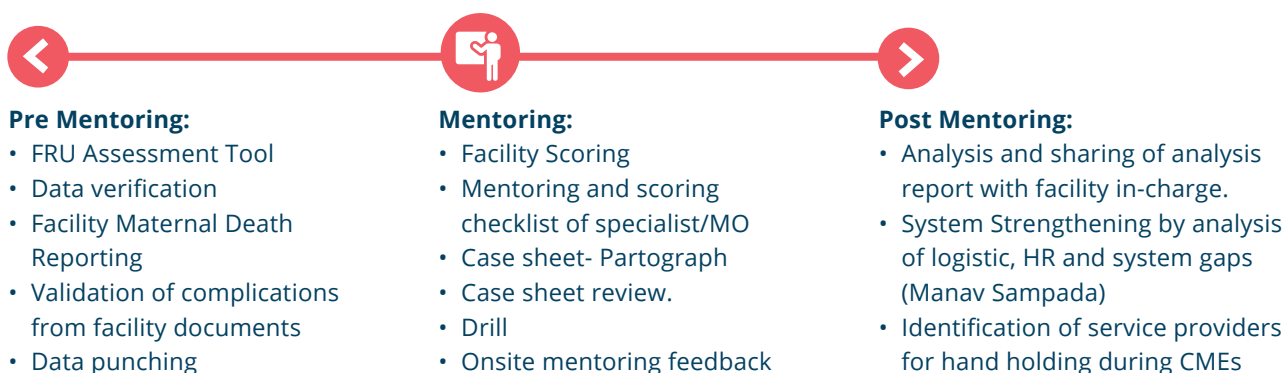 Pre Mentoring:
• FRU Assessment Tool
• Data verification
• Facility Maternal Death
Reporting
• Validation of complications
from facility documents
• Data punching
Mentoring:
• Facility Scoring
• Mentoring and scoring
checklist of specialist/MO
• Case sheet- Partograph
• Case sheet review.
• Drill
• Onsite mentoring feedback
Post Mentoring:
• Analysis and sharing of analysis
report with facility in-charge.
• System Strengthening by analysis
of logistic, HR and system gaps
(Manav Sampada)
• Identification of service providers
for hand holding during CMEs